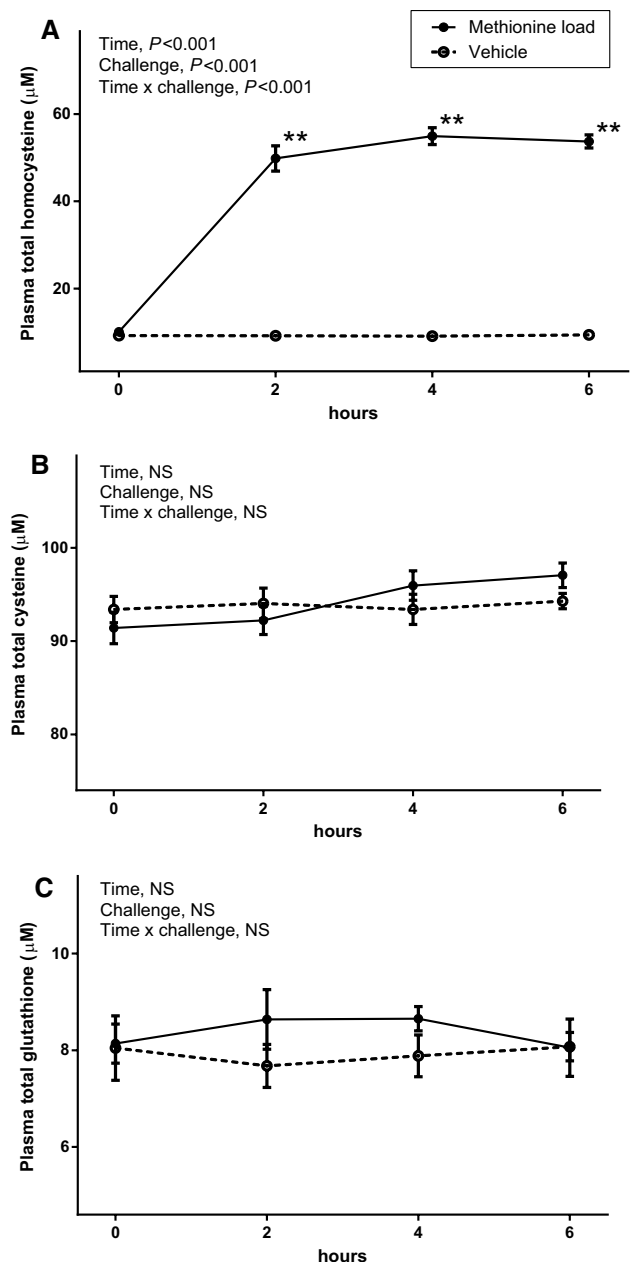 A
Time, P<0.001
Challenge, P<0.001
Time x challenge, P<0.001
Methionine load
Vehicle
Plasma total homocysteine (μM)
60
40
20
**
**
**
0 2 4 6
hours
B
Time, NS
Challenge, NS
Time x challenge, NS
Plasma total cysteine (μM)
100
90
80
0 2 4 6
hours
C
Time, NS
Challenge, NS
Time x challenge, NS
Plasma total glutathione (μM)
10
8
6
0 2 4 6
hours